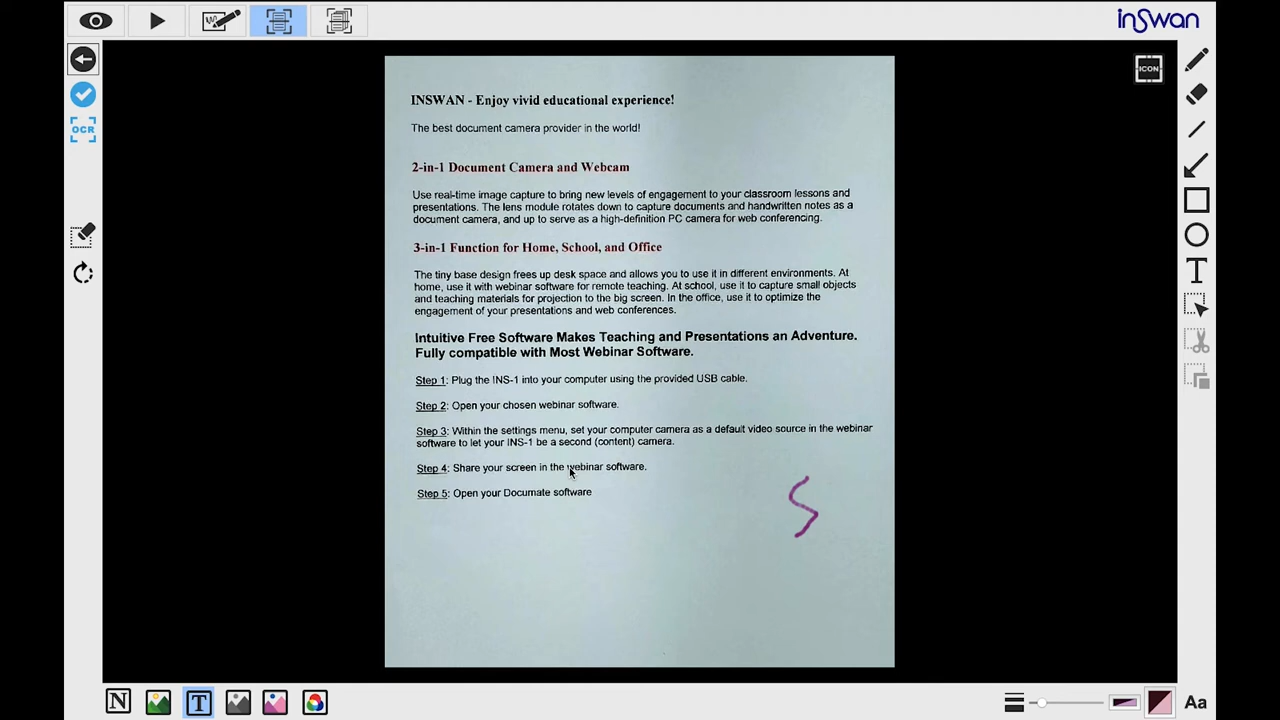 inSwan
OCR
ICON
INSWAN - Enjoy vivid educational experience!
The best document camera provider in the world!
2-in-1 Document Camera and Webcam
Use real-time image capture to bring new levels of engagement to your classroom lessons and
presentations. The lens module rotates down to capture documents and handwritten notes as a
document camera, and up to serve as a high-definition PC camera for web conferencing.
3-in-1 Function for Home, School, and Office
The tiny base design frees up desk space and allows you to use it in different environments. At
home, use it with webinar software for remote teaching. At school, use it to capture small objects
and teaching materials for projection to the big screen. In the office, use it to optimize the
engagement of your presentations and web conferences.
Intuitive Free Software Makes Teaching and Presentations an Adventure.
Fully compatible with Most Webinar Software.
Step 1: Plug the INS-1 into your computer using the provided USB cable.
Step 2: Open your chosen webinar software.
Step 3: Within the settings menu, set your computer camera as a default video source in the webinar
software to let your INS-1 be a second (content) camera.
Step 4: Share your screen in the webinar software.
Step 5: Open your Documate software
S
T
N
T
Aa